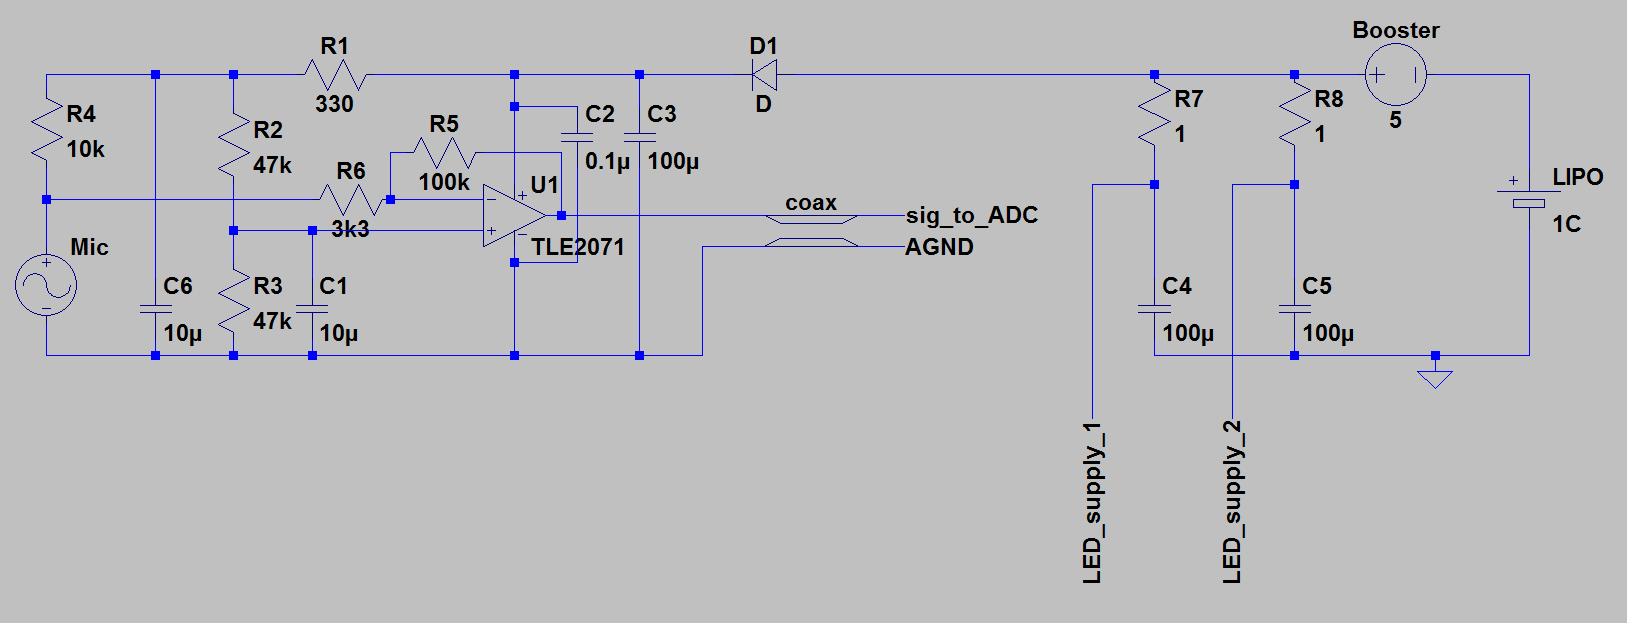 Booster
R1
D1
R7
R8
330
D
1
1
5
R4
10k
R2
47k
R5
100k
C2
C3
0.1µ
100µ
R6
3k3
U1
TLE2071
LIPO
1C
coax
sig_to_ADC
AGND
Mic
C6
10µ
R3
47k
C1
10µ
C4
100µ
C5
100µ
LED_supply_1
LED_supply_2